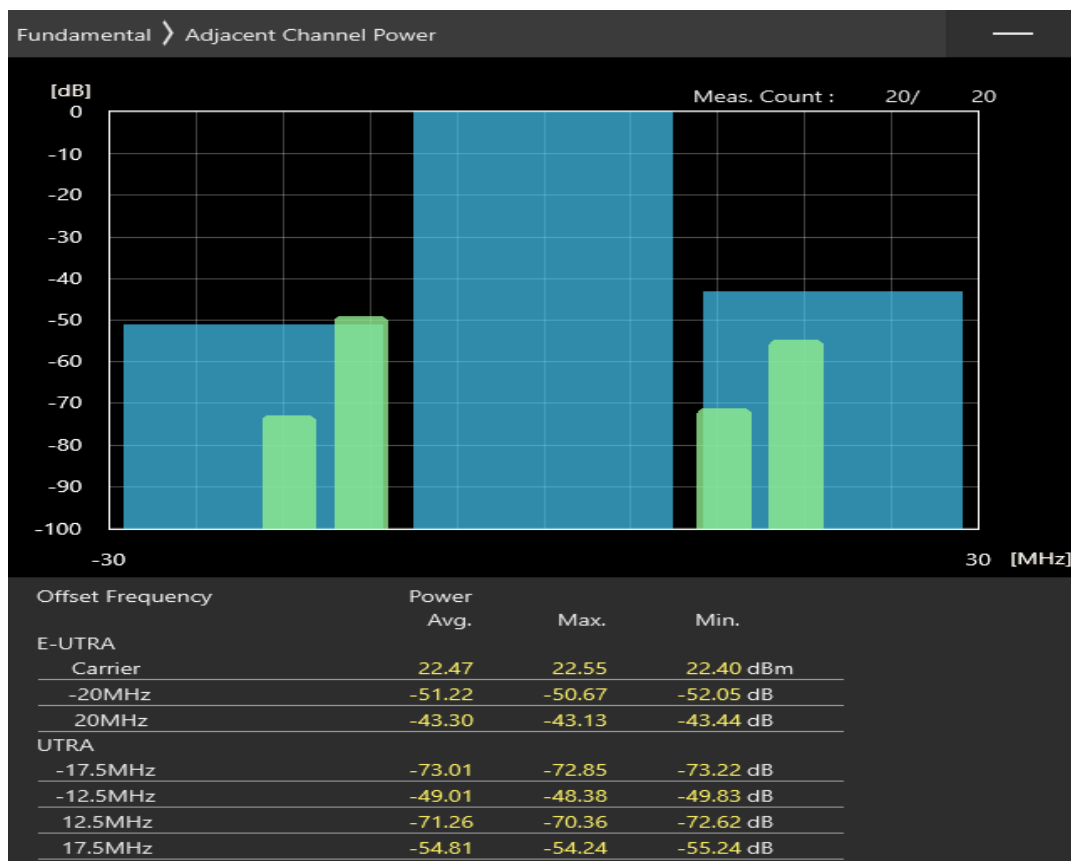 Fundamental ❯ Adjacent Channel Power
[dB]
Meas. Count : 20/ 20
0
-10
-20
-30
-40
-50
-60
-70
-80
-90
-100
-30 30 [MHz]
Offset Frequency Power
Avg. Max. Min.
E-UTRA
Carrier 22.47 22.55 22.40 dBm
-20MHz -51.22 -50.67 -52.05 dB
20MHz -43.30 -43.13 -43.44 dB
UTRA
-17.5MHz -73.01 -72.85 -73.22 dB
-12.5MHz -49.01 -48.38 -49.83 dB
12.5MHz -71.26 -70.36 -72.62 dB
17.5MHz -54.81 -54.24 -55.24 dB